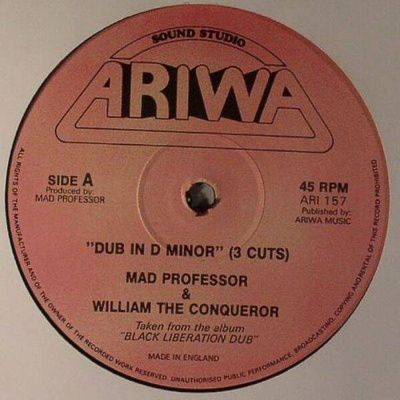 SOUND STUDIO
ARIWA
SIDE A
Produced by:
MAD PROFESSOR
45 RPM
ARI 157
Published by:
ARIWA MUSIC
"DUB IN D MINOR" (3 CUTS)
MAD PROFESSOR
&
WILLIAM THE CONQUEROR
Taken from the album
"BLACK LIBERATION DUB"
MADE IN ENGLAND
ALL RIGHTS OF THE MANUFACTURER AND OF THE OWNER OF THE RECORDED WORK RESERVED. UNAUTHORISED PUBLIC PERFORMANCE, BROADCASTING, COPYING AND RENTAL OF THIS RECORD PROHIBITED